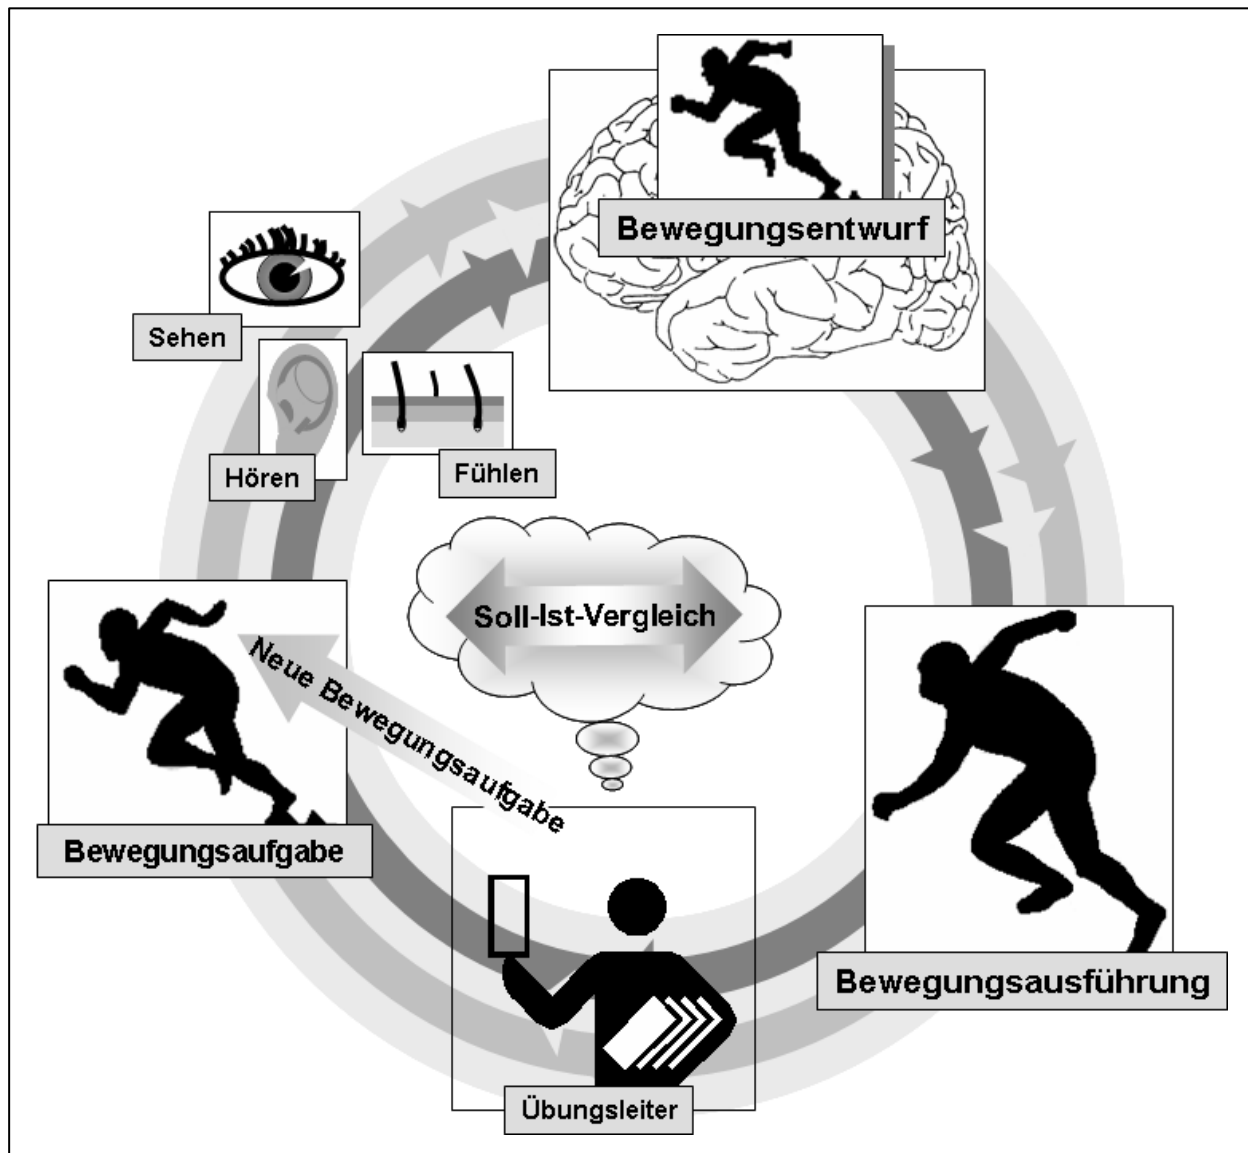 Bewegungsentwurf
Sehen
Hören
Fühlen
Soll-Ist-Vergleich
Neue Bewegungsaufgabe
Bewegungsaufgabe
Bewegungsausführung
Übungsleiter